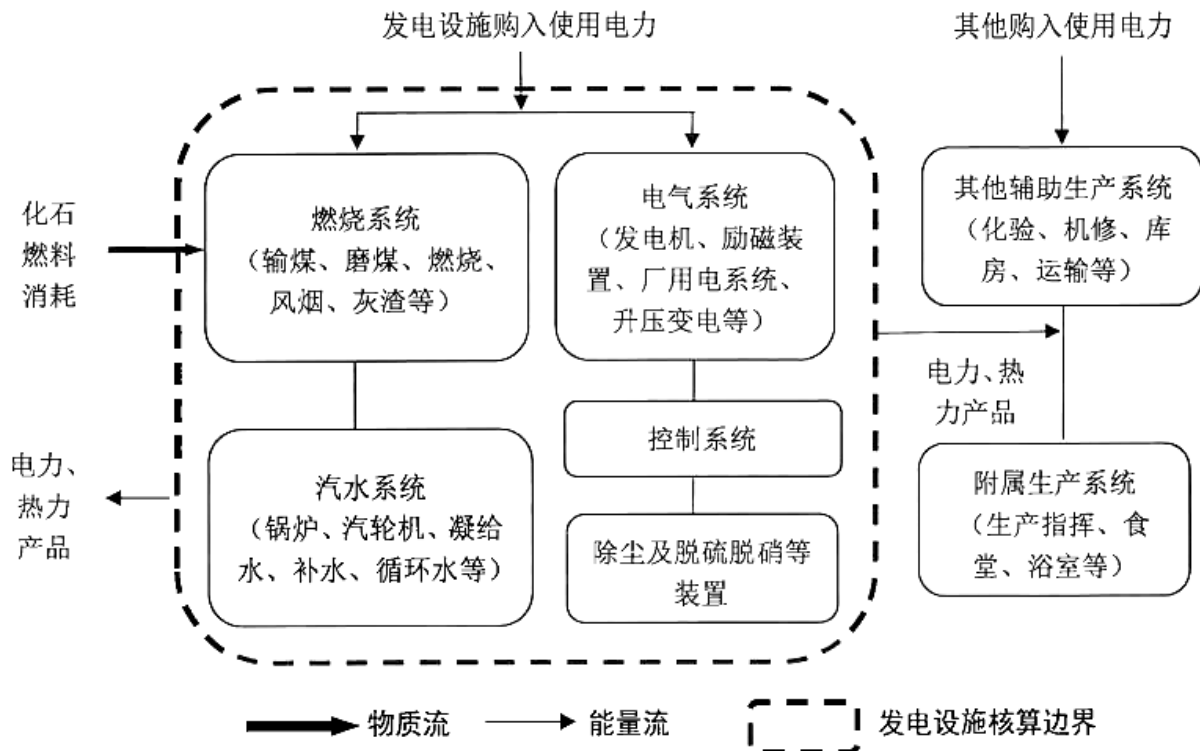 发电设施购入使用电力
其他购入使用电力
化石
燃料
消耗
燃烧系统
（输煤、磨煤、燃烧、
风烟、灰渣等）
电气系统
（发电机、励磁装
置、厂用电系统、
升压变电等）
其他辅助生产系统
（化验、机修、库
房、运输等）
电力、热
力产品
控制系统
电力、
热力
产品
汽水系统
（锅炉、汽轮机、凝给
水、补水、循环水等）
除尘及脱硫脱硝等
装置
附属生产系统
（生产指挥、食
堂、浴室等）
物质流
能量流
发电设施核算边界